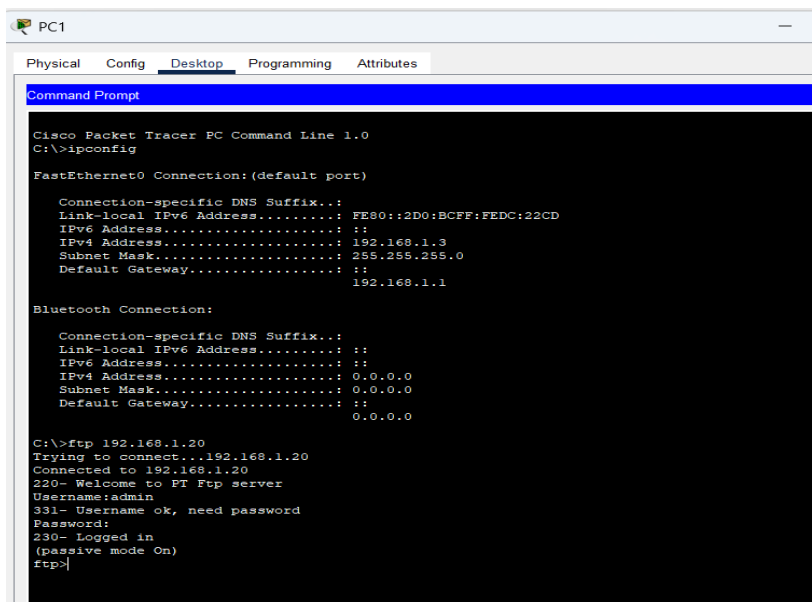 PC1
Physical Config Desktop Programming Attributes
Command Prompt
Cisco Packet Tracer PC Command Line 1.0
C:\>ipconfig
FastEthernet0 Connection:(default port)
Connection-specific DNS Suffix..:
Link-local IPv6 Address.........: FE80::2D0:BCFF:FEDC:22CD
IPv6 Address....................: ::
IPv4 Address....................: 192.168.1.3
Subnet Mask.....................: 255.255.255.0
Default Gateway.................: ::
192.168.1.1
Bluetooth Connection:
Connection-specific DNS Suffix..:
Link-local IPv6 Address.........: ::
IPv6 Address....................: ::
IPv4 Address....................: 0.0.0.0
Subnet Mask.....................: 0.0.0.0
Default Gateway.................: ::
0.0.0.0
C:\>ftp 192.168.1.20
Trying to connect...192.168.1.20
Connected to 192.168.1.20
220- Welcome to PT Ftp server
Username:admin
331- Username ok, need password
Password:
230- Logged in
(passive mode On)
ftp>